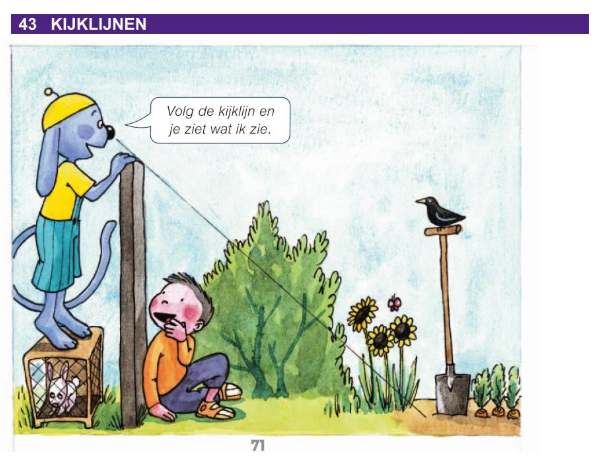 43 KIJKLIJNEN
Volg de kijklijn en
je ziet wat ik zie.
71